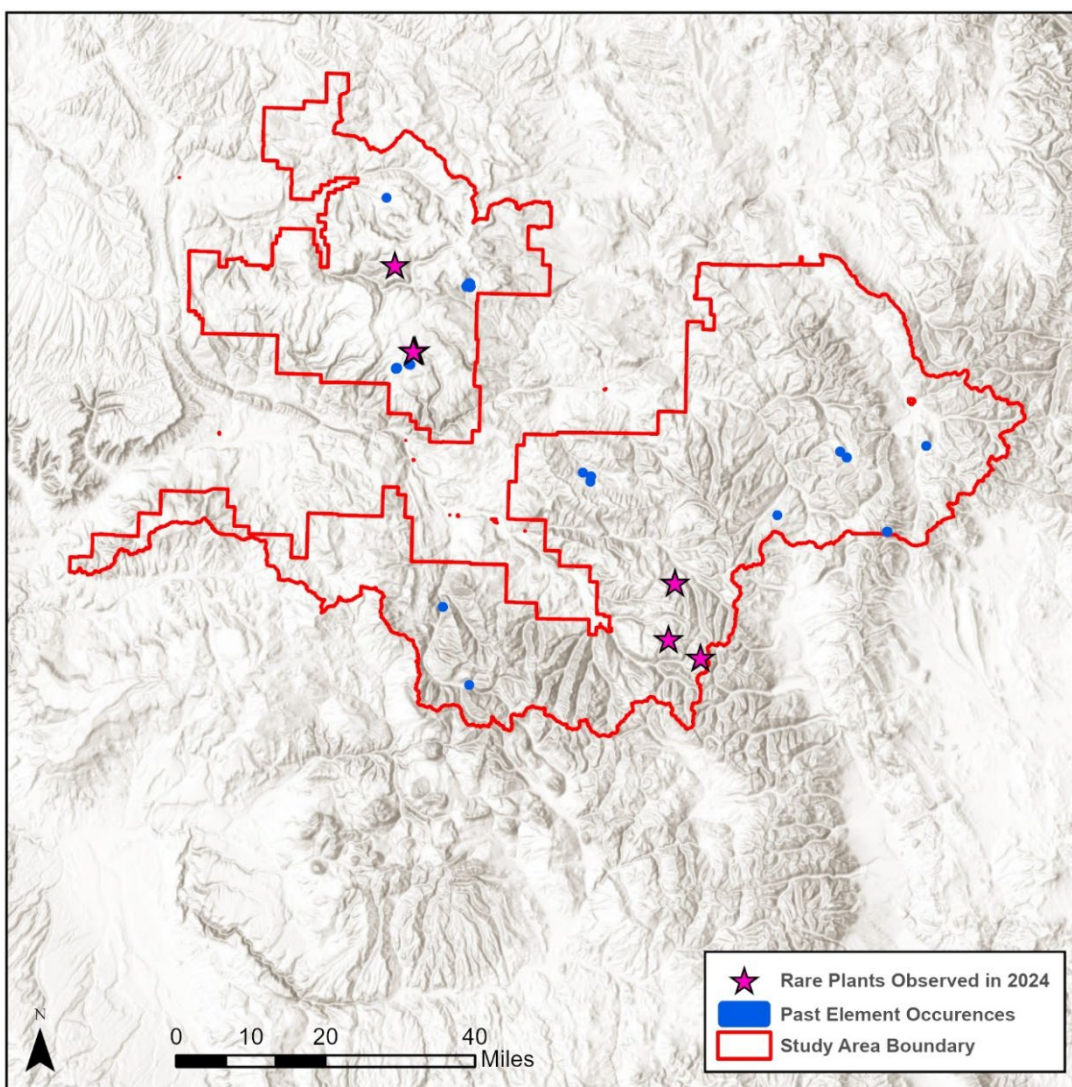 Rare Plants Observed in 2024
Past Element Occurences
Study Area Boundary
N
0 10 20 40
Miles